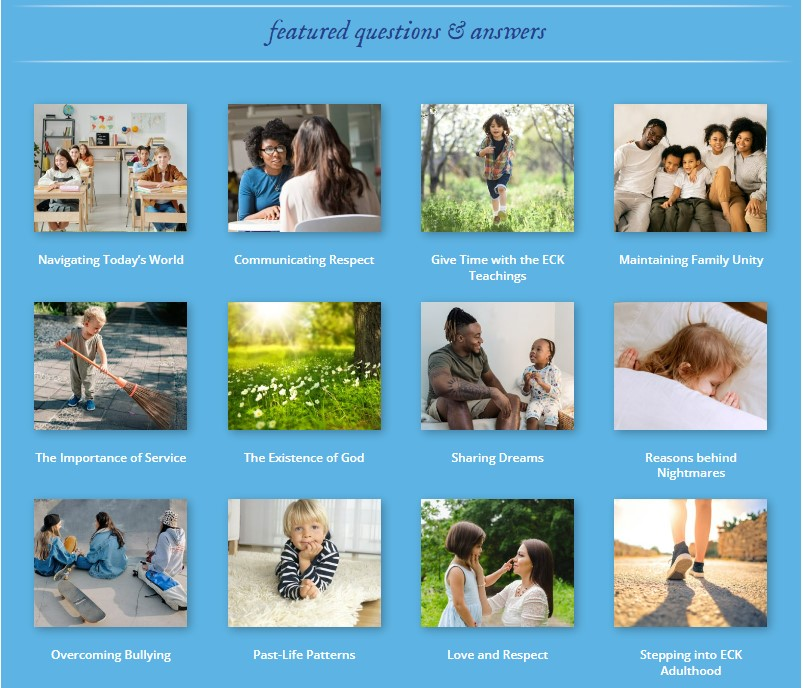 featured questions & answers
Navigating Today's World
Communicating Respect
Give Time with the ECK
Teachings
Maintaining Family Unity
The Importance of Service
The Existence of God
Sharing Dreams
Reasons behind
Nightmares
Overcoming Bullying
Past-Life Patterns
Love and Respect
Stepping into ECK
Adulthood